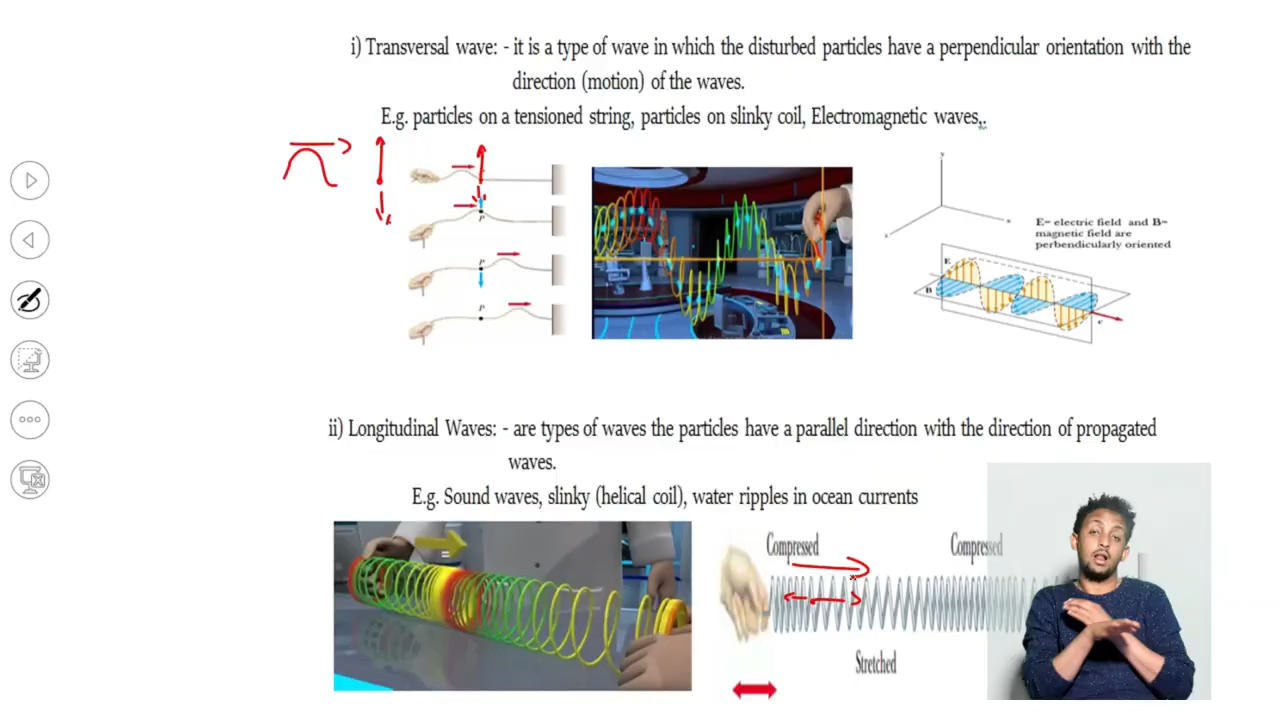 i) Transversal wave: - it is a type of wave in which the disturbed particles have a perpendicular orientation with the
direction (motion) of the waves.
E.g. particles on a tensioned string, particles on slinky coil, Electromagnetic waves,.
y
x
z
E= electric field and B=
magnetic field are
perbendicularly oriented
E
B
c
P
P
P
ii) Longitudinal Waves: - are types of waves the particles have a parallel direction with the direction of propagated
waves.
E.g. Sound waves, slinky (helical coil), water ripples in ocean currents
Compressed
Compressed
Stretched